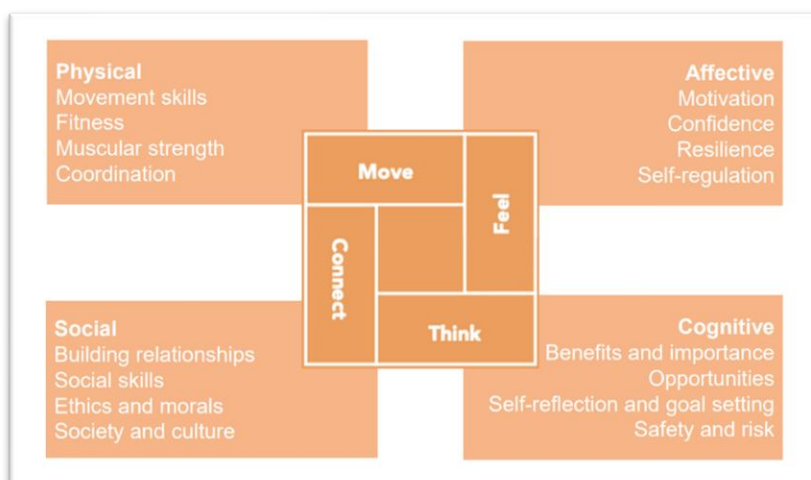 Physical
Movement skills
Fitness
Muscular strength
Coordination
Affective
Motivation
Confidence
Resilience
Self-regulation
Move
Feel
Connect
Think
Social
Building relationships
Social skills
Ethics and morals
Society and culture
Cognitive
Benefits and importance
Opportunities
Self-reflection and goal setting
Safety and risk